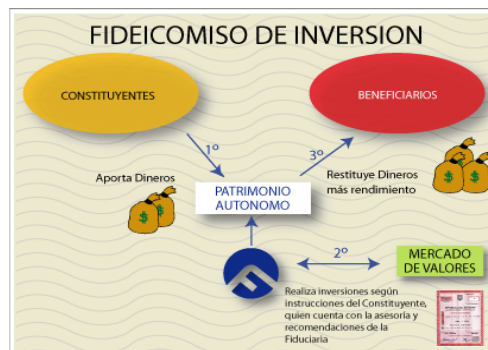 FIDEICOMISO DE INVERSION
CONSTITUYENTES
BENEFICIARIOS
1º
3º
Aporta Dineros
Restituye Dineros
más rendimiento
PATRIMONIO
AUTONOMO
2º
MERCADO
DE VALORES
Realiza inversiones según
instrucciones del Constituyente,
quien cuenta con la asesoría y
recomendaciones de la
Fiduciaria